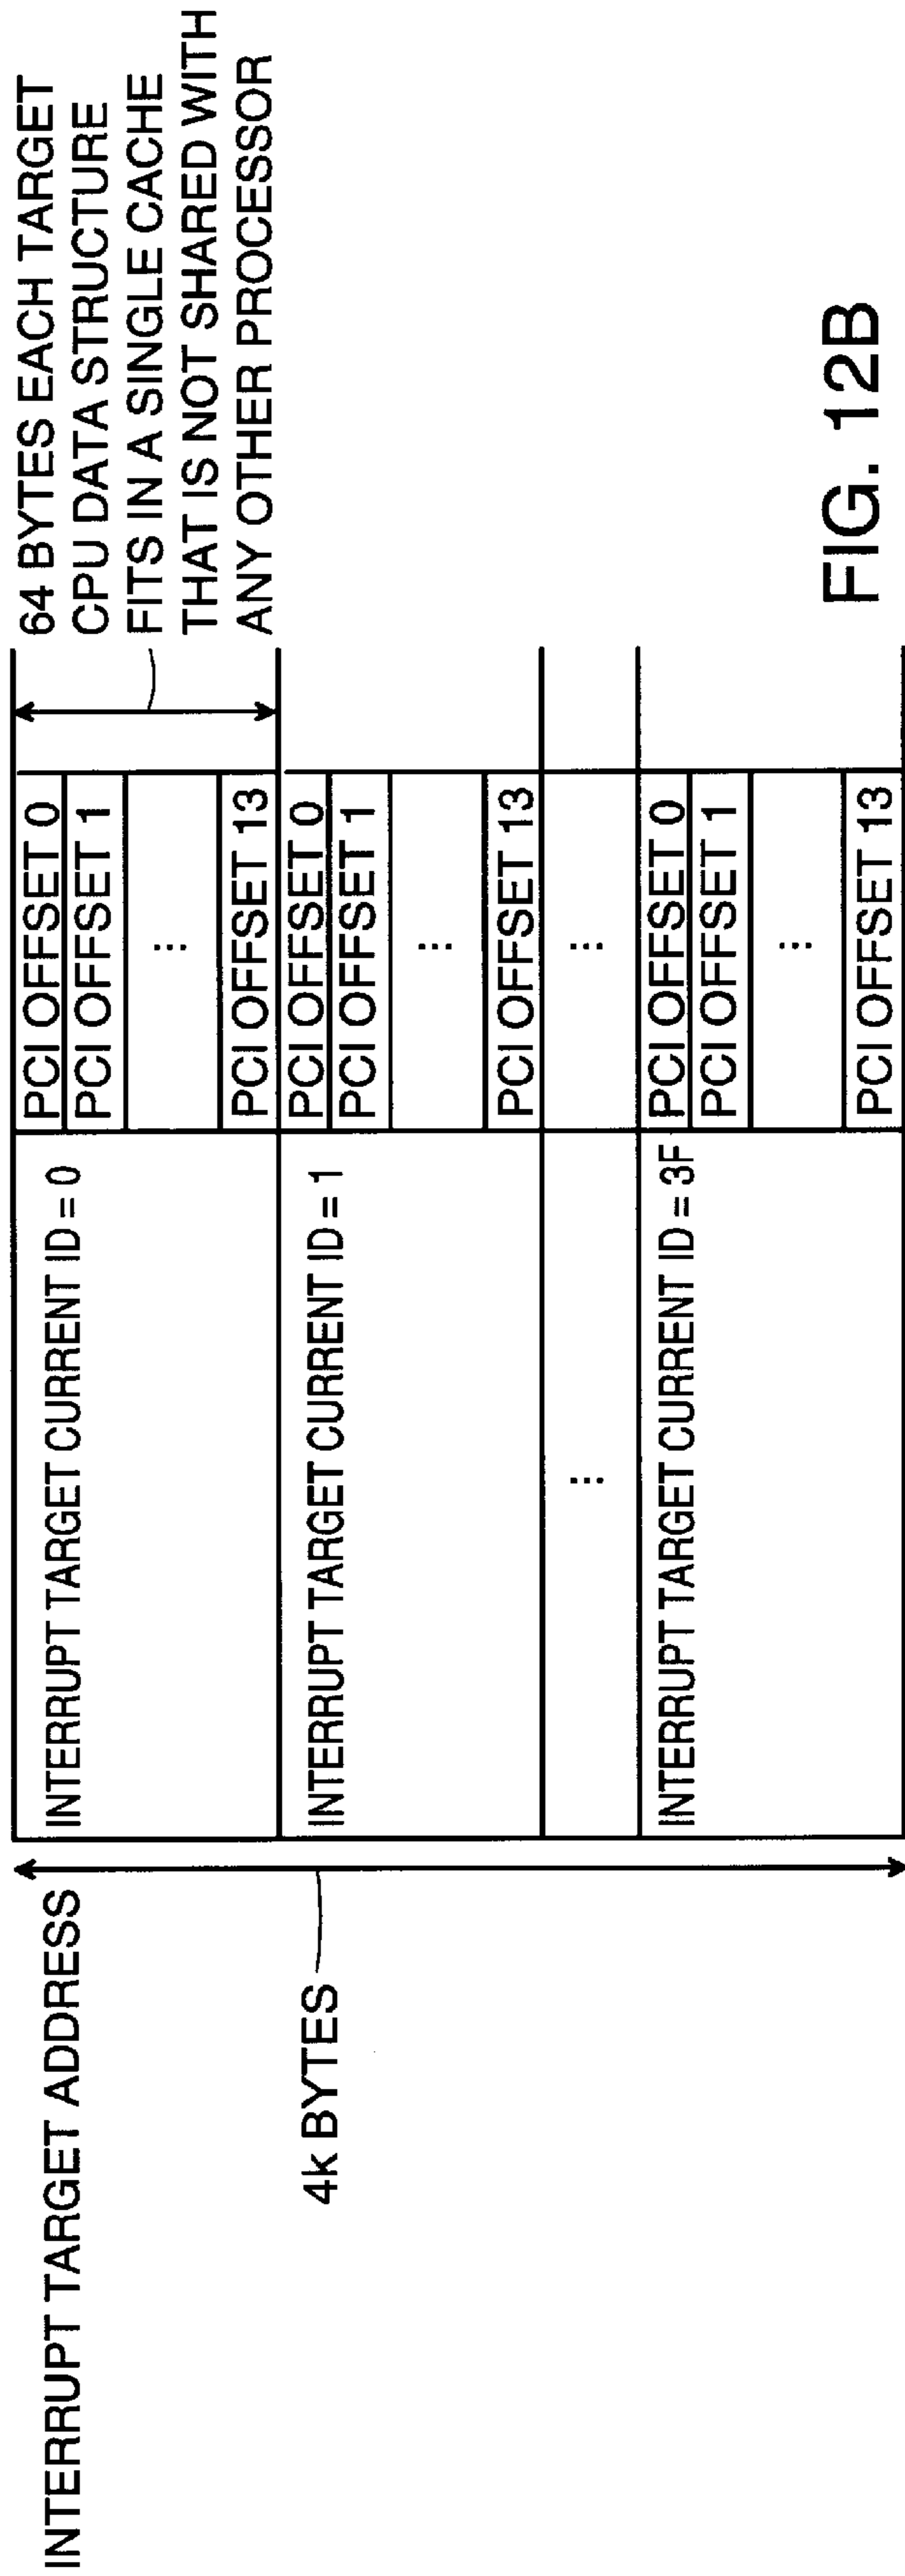 INTERRUPT TARGET ADDRESS
4k BYTES
INTERRUPT TARGET CURRENT ID = 0
PCI OFFSET 0
PCI OFFSET 1
...
PCI OFFSET 13
INTERRUPT TARGET CURRENT ID = 1
PCI OFFSET 0
PCI OFFSET 1
...
PCI OFFSET 13
...
...
INTERRUPT TARGET CURRENT ID = 3F
PCI OFFSET 0
PCI OFFSET 1
...
PCI OFFSET 13
64 BYTES EACH TARGET
CPU DATA STRUCTURE
FITS IN A SINGLE CACHE
THAT IS NOT SHARED WITH
ANY OTHER PROCESSOR
FIG. 12B